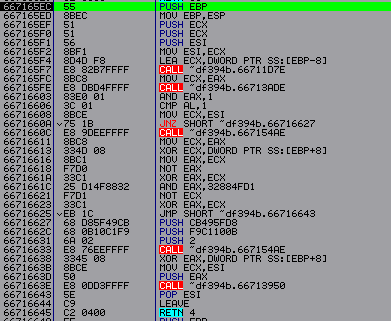 667165EC 55 PUSH EBP
667165ED 8BEC MOV EBP,ESP
667165EF 51 PUSH ECX
667165F0 51 PUSH ECX
667165F1 56 PUSH ESI
667165F2 8BF1 MOV ESI,ECX
667165F4 8D4D F8 LEA ECX,DWORD PTR SS:[EBP-8]
667165F7 E8 82B7FFFF CALL ~df394b.66711D7E
667165FC 8BC8 MOV ECX,EAX
667165FE E8 DBD4FFFF CALL ~df394b.66713ADE
66716603 83E0 01 AND EAX,1
66716606 3C 01 CMP AL,1
66716608 8BCE MOV ECX,ESI
6671660A 75 1B JNZ SHORT ~df394b.66716627
6671660C E8 9DEEFFFF CALL ~df394b.667154AE
66716611 8BC8 MOV ECX,EAX
66716613 334D 08 XOR ECX,DWORD PTR SS:[EBP+8]
66716616 8BC1 MOV EAX,ECX
66716618 F7D0 NOT EAX
6671661A 33C1 XOR EAX,ECX
6671661C 25 D14F8832 AND EAX,32884FD1
66716621 F7D1 NOT ECX
66716623 33C1 XOR EAX,ECX
66716625 EB 1C JMP SHORT ~df394b.66716643
66716627 68 D85F49CB PUSH CB495FD8
6671662C 68 0B10C1F9 PUSH F9C1100B
66716631 6A 02 PUSH 2
66716633 E8 76EEFFFF CALL ~df394b.667154AE
66716638 3345 08 XOR EAX,DWORD PTR SS:[EBP+8]
6671663B 8BCE MOV ECX,ESI
6671663D 50 PUSH EAX
6671663E E8 0DD3FFFF CALL ~df394b.66713950
66716643 5E POP ESI
66716644 C9 LEAVE
66716645 C2 0400 RETN 4